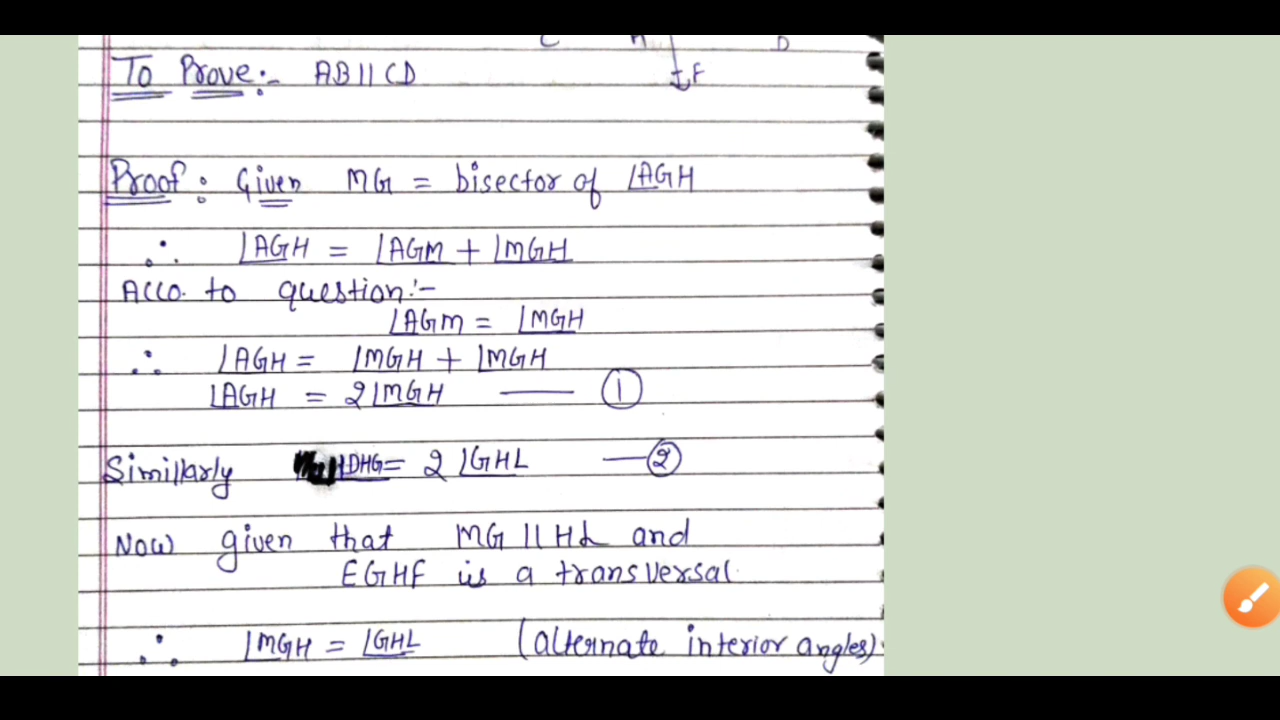 C M D
F
To Prove:- AB || CD
Proof: Given MG = bisector of ∠AGH
∴ ∠AGH = ∠AGM + ∠MGH
Acco. to question:-
∠AGM = ∠MGH
∴ ∠AGH = ∠MGH + ∠MGH
∠AGH = 2∠MGH —— ①
Simillarly ∠DHG = 2 ∠GHL —— ②
Now given that MG || HL and
EGHF is a transversal.
∴ ∠MGH = ∠GHL (alternate interior angles)